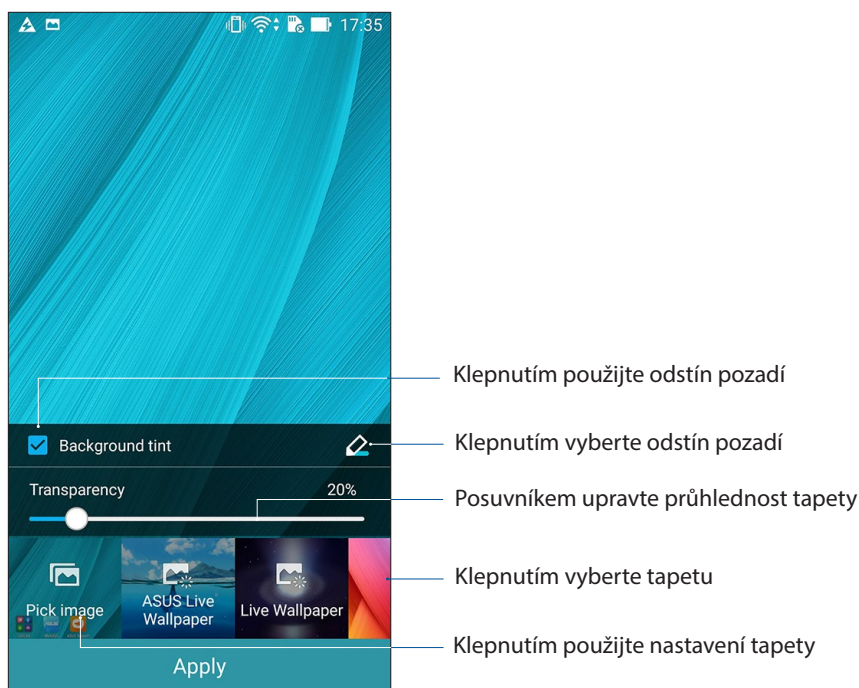 17:35
Klepnutím použijte odstín pozadí
Background tint
Klepnutím vyberte odstín pozadí
Transparency 20%
Posuvníkem upravte průhlednost tapety
Pick image
ASUS Live
Wallpaper
Live Wallpaper
Klepnutím vyberte tapetu
Klepnutím použijte nastavení tapety
Apply